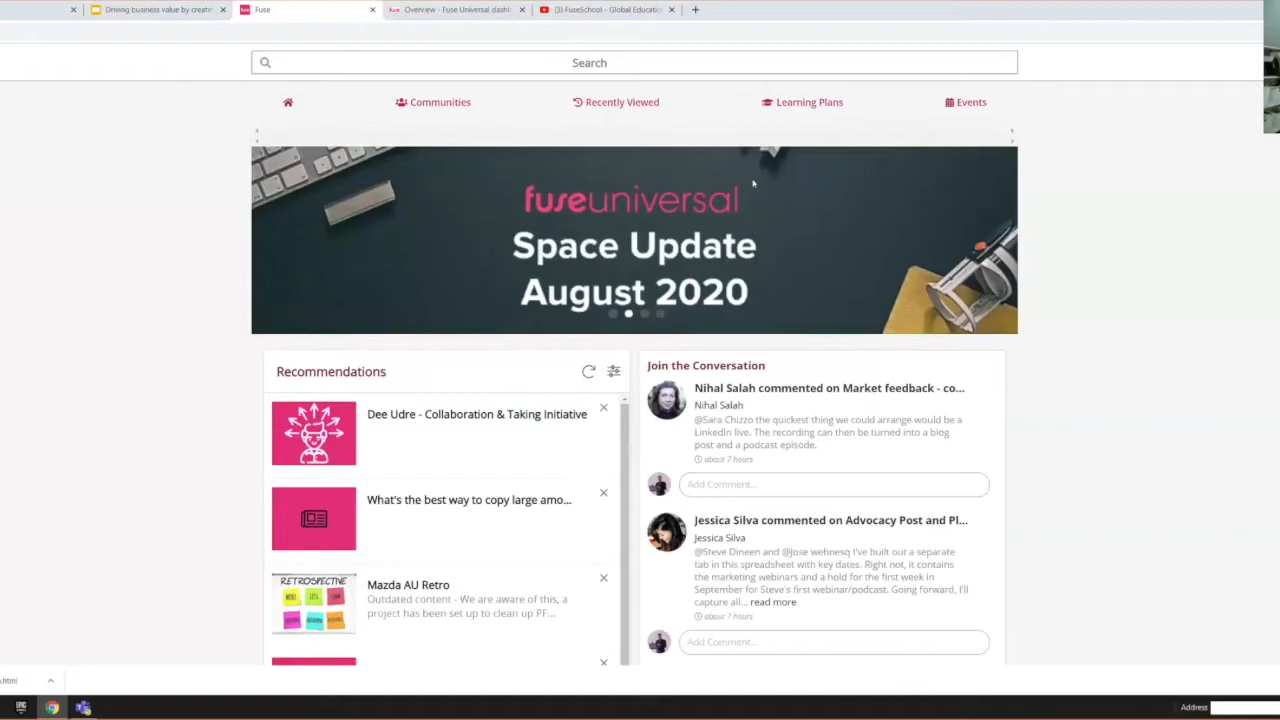 Driving business value by creatin
Fuse
fuse Overview - Fuse Universal dashb
(3) FuseSchool - Global Educatio
Search
Communities
Recently Viewed
Learning Plans
Events
fuseuniversal
Space Update
August 2020
Recommendations
Dee Udre - Collaboration & Taking Initiative
What's the best way to copy large amo...
RETROSPECTIVE
Mazda AU Retro
Outdated content - We are aware of this, a
project has been set up to clean up PF...
Join the Conversation
Nihal Salah commented on Market feedback - co...
Nihal Salah
@Sara Chizzo the quickest thing we could arrange would be a
LinkedIn live. The recording can then be turned into a blog
post and a podcast episode.
about 7 hours
Add Comment...
Jessica Silva commented on Advocacy Post and Pl...
Jessica Silva
@Steve Dineen and @Jose wehnesq I've built out a separate
tab in this spreadsheet with key dates. Right not, it contains
the marketing webinars and a hold for the first week in
September for Steve's first webinar/podcast. Going forward, I'll
capture all... read more
about 7 hours
Add Comment...
.html
EPIC
Address